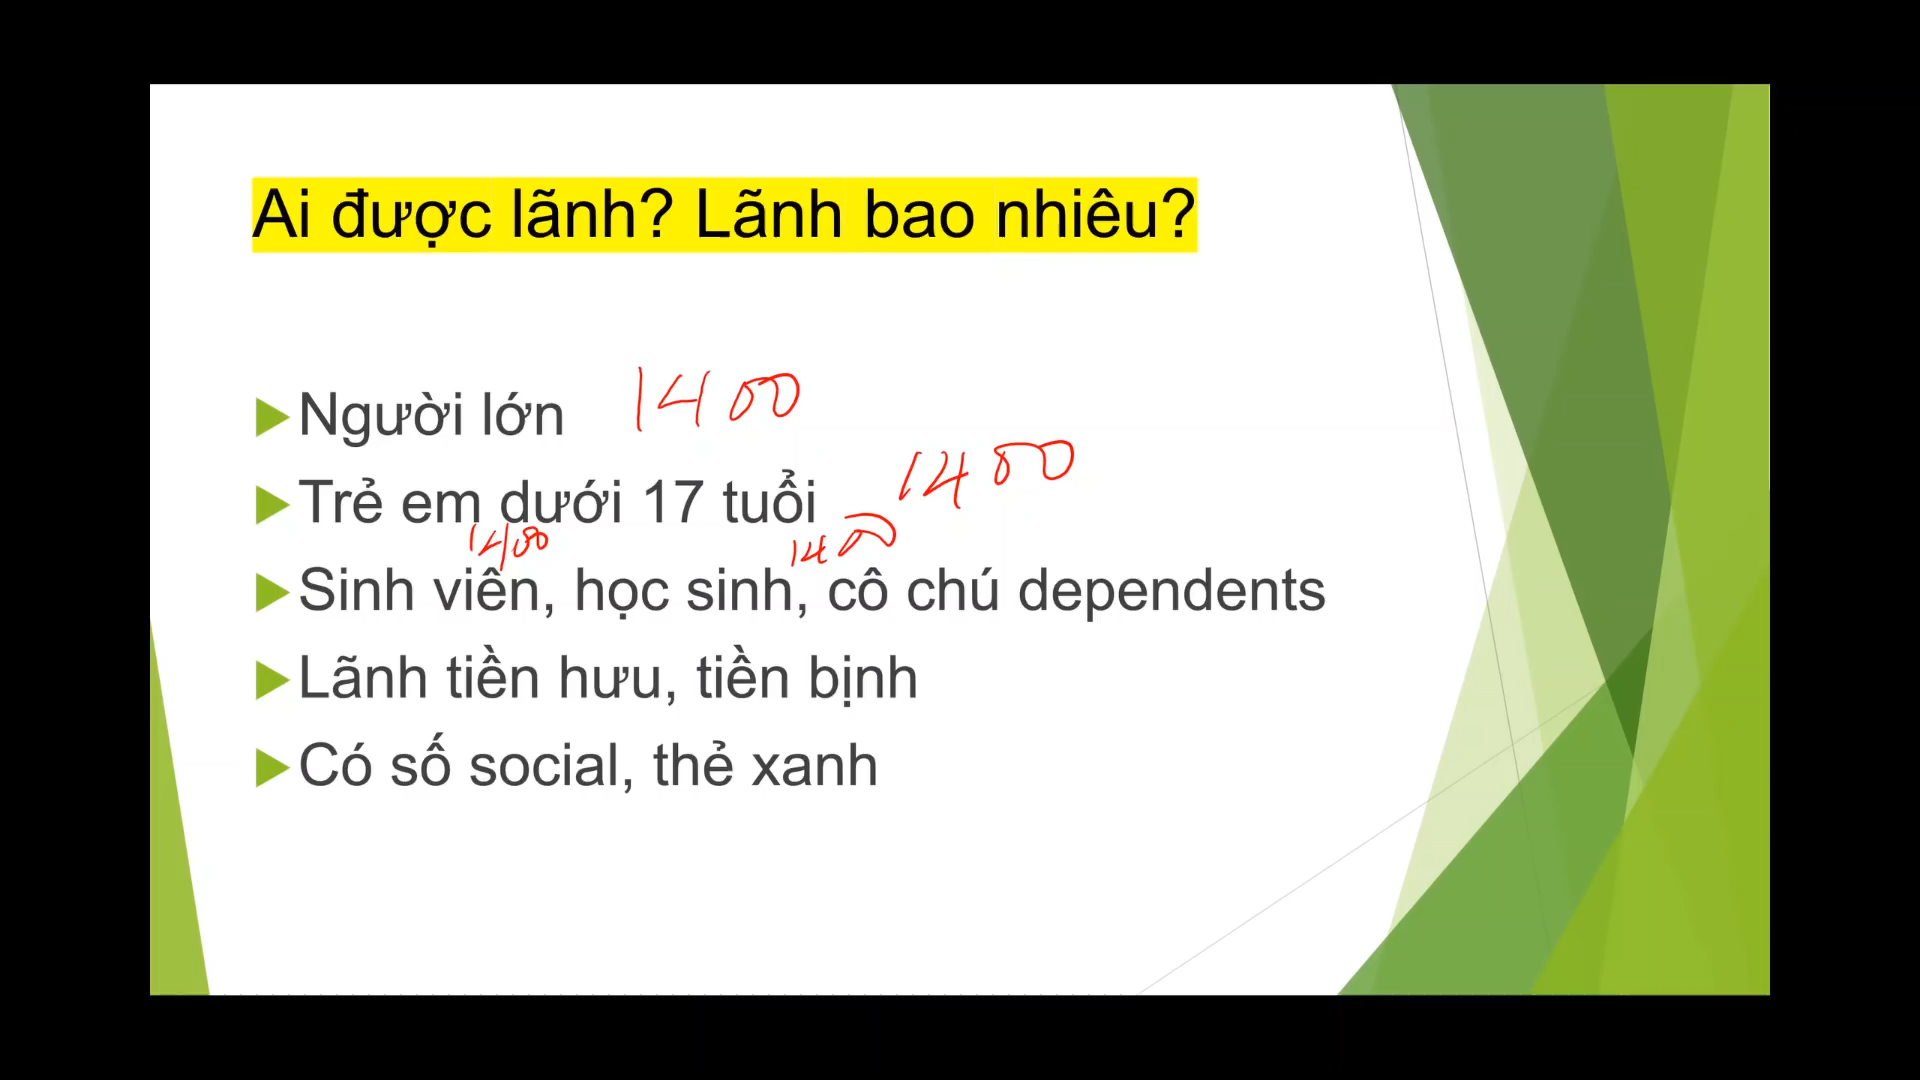 Ai được lãnh? Lãnh bao nhiêu?
Người lớn 1400
Trẻ em dưới 17 tuổi 1400
1400 1400
Sinh viên, học sinh, cô chú dependents
Lãnh tiền hưu, tiền bịnh
Có số social, thẻ xanh